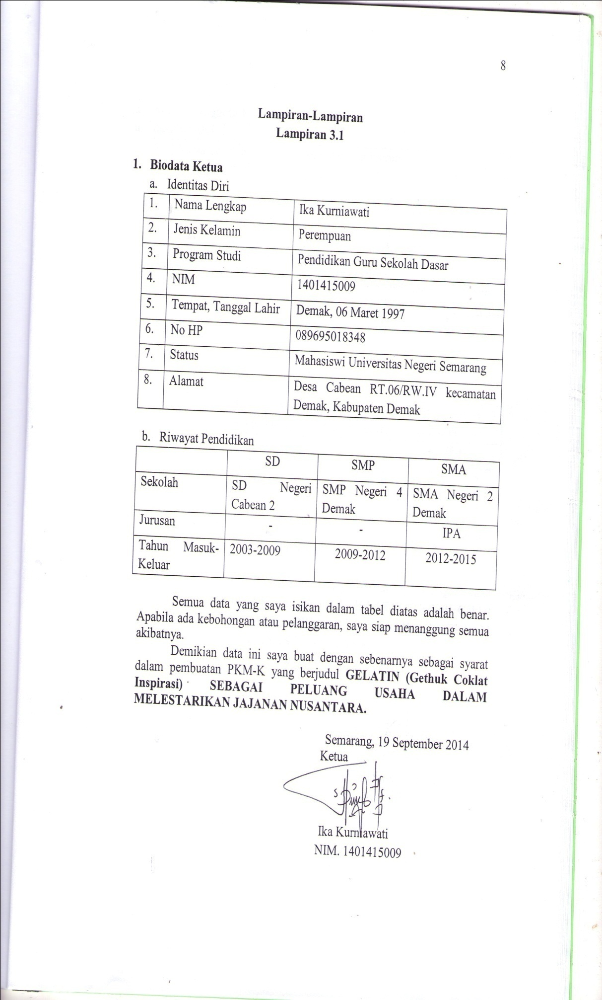 8
Lampiran-Lampiran
Lampiran 3.1
1. Biodata Ketua
a. Identitas Diri
1. Nama Lengkap Ika Kurniawati
2. Jenis Kelamin Perempuan
3. Program Studi Pendidikan Guru Sekolah Dasar
4. NIM 1401415009
5. Tempat, Tanggal Lahir Demak, 06 Maret 1997
6. No HP 089695018348
7. Status Mahasiswi Universitas Negeri Semarang
8. Alamat Desa Cabean RT.06/RW.IV kecamatan
Demak, Kabupaten Demak
b. Riwayat Pendidikan
SD SMP SMA
Sekolah SD Negeri SMP Negeri 4 SMA Negeri 2
Cabean 2 Demak Demak
Jurusan - - IPA
Tahun Masuk- 2003-2009 2009-2012 2012-2015
Keluar
Semua data yang saya isikan dalam tabel diatas adalah benar.
Apabila ada kebohongan atau pelanggaran, saya siap menanggung semua
akibatnya.
Demikian data ini saya buat dengan sebenarnya sebagai syarat
dalam pembuatan PKM-K yang berjudul GELATIN (Gethuk Coklat
Inspirasi) SEBAGAI PELUANG USAHA DALAM
MELESTARIKAN JAJANAN NUSANTARA.
Semarang, 19 September 2014
Ketua
Ika Kurniawati
NIM. 1401415009